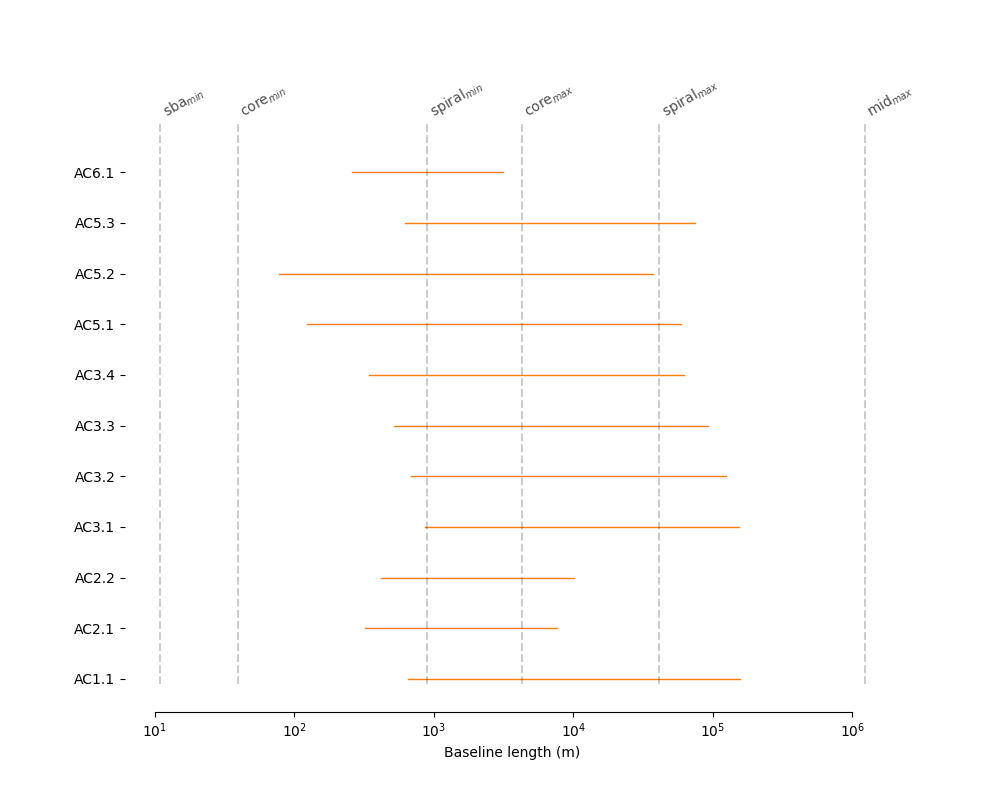 sba_min core_min spiral_min core_max spiral_max mid_max
AC6.1
AC5.3
AC5.2
AC5.1
AC3.4
AC3.3
AC3.2
AC3.1
AC2.2
AC2.1
AC1.1
10^1 10^2 10^3 10^4 10^5 10^6
Baseline length (m)